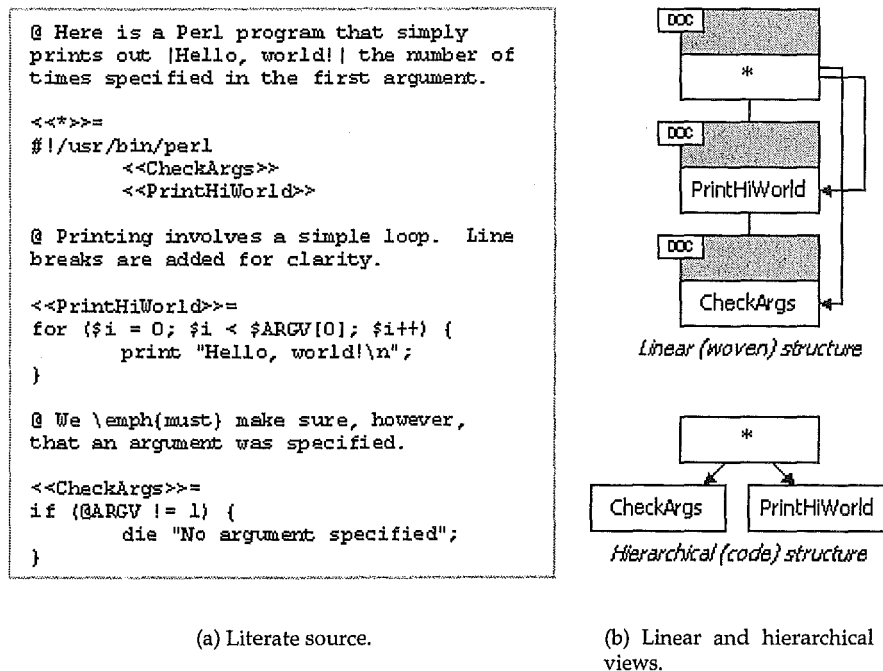 @ Here is a Perl program that simply
prints out |Hello, world!| the number of
times specified in the first argument.
<<*>>=
#!/usr/bin/perl
<<CheckArgs>>
<<PrintHiWorld>>
@ Printing involves a simple loop. Line
breaks are added for clarity.
<<PrintHiWorld>>=
for ($i = 0; $i < $ARGV[0]; $i++) {
print "Hello, world!\n";
}
@ We \emph{must} make sure, however,
that an argument was specified.
<<CheckArgs>>=
if (@ARGV != 1) {
die "No argument specified";
}
(a) Literate source.
DOC
*
DOC
PrintHiWorld
DOC
CheckArgs
Linear (woven) structure
*
CheckArgs
PrintHiWorld
Hierarchical (code) structure
(b) Linear and hierarchical
views.